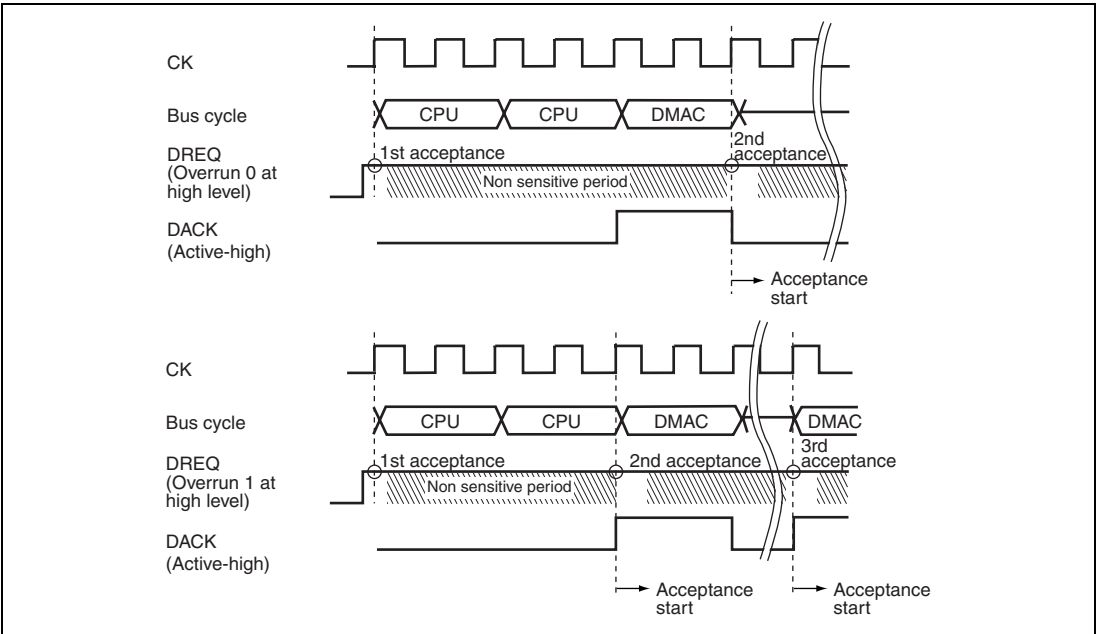 CK
Bus cycle
CPU
CPU
DMAC
DREQ
(Overrun 0 at
high level)
1st acceptance
2nd
acceptance
Non sensitive period
DACK
(Active-high)
Acceptance
start
CK
Bus cycle
CPU
CPU
DMAC
DMAC
DREQ
(Overrun 1 at
high level)
1st acceptance
2nd acceptance
3rd
acceptance
Non sensitive period
DACK
(Active-high)
Acceptance
start
Acceptance
start